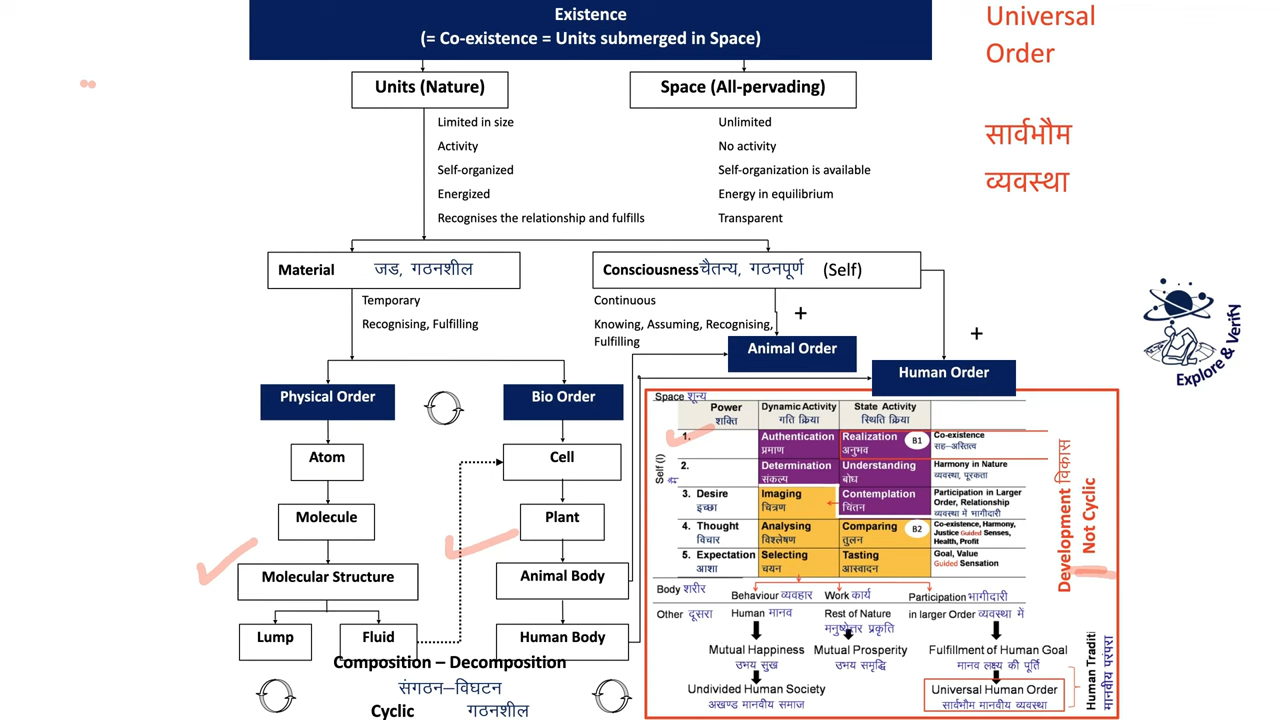 Existence
(= Co-existence = Units submerged in Space)
Universal
Order
सार्वभौम
व्यवस्था
Units (Nature)
Space (All-pervading)
Limited in size
Activity
Self-organized
Energized
Recognises the relationship and fulfills
Unlimited
No activity
Self-organization is available
Energy in equilibrium
Transparent
Material जड, गठनशील
Consciousness चैतन्य, गठनपूर्ण (Self)
Temporary
Recognising, Fulfilling
Continuous
Knowing, Assuming, Recognising,
Fulfilling
+
+
Animal Order
Human Order
Physical Order
Bio Order
Atom
Molecule
Molecular Structure
Lump
Fluid
Cell
Plant
Animal Body
Human Body
Composition – Decomposition
संगठन–विघटन
Cyclic गठनशील
Space शून्य
Power
शक्ति
Dynamic Activity
गति क्रिया
State Activity
स्थिति क्रिया
Self (I)
1.
Authentication
प्रमाण
Realization
अनुभव
B1
Co-existence
सह-अस्तित्व
2.
Determination
संकल्प
Understanding
बोध
Harmony in Nature
व्यवस्था, पूरकता
3. Desire
इच्छा
Imaging
चित्रण
Contemplation
चिंतन
Participation in Larger
Order, Relationship
व्यवस्था में भागीदारी
4. Thought
विचार
Analysing
विश्लेषण
Comparing
तुलन
B2
Co-existence, Harmony,
Justice Guided Senses,
Health, Profit
5. Expectation
आशा
Selecting
चयन
Tasting
आस्वादन
Goal, Value
Guided Sensation
Body शरीर
Behaviour व्यवहार
Work कार्य
Participation भागीदारी
Other दूसरा
Human मानव
Rest of Nature
मनुष्येत्तर प्रकृति
in larger Order व्यवस्था में
Mutual Happiness
उभय सुख
Mutual Prosperity
उभय समृद्धि
Fulfillment of Human Goal
मानव लक्ष्य की पूर्ति
Undivided Human Society
अखण्ड मानवीय समाज
Universal Human Order
सार्वभौम मानवीय व्यवस्था
Development विकास
Not Cyclic
Human Traditi
मानवीय परंपरा
Explore & Verify